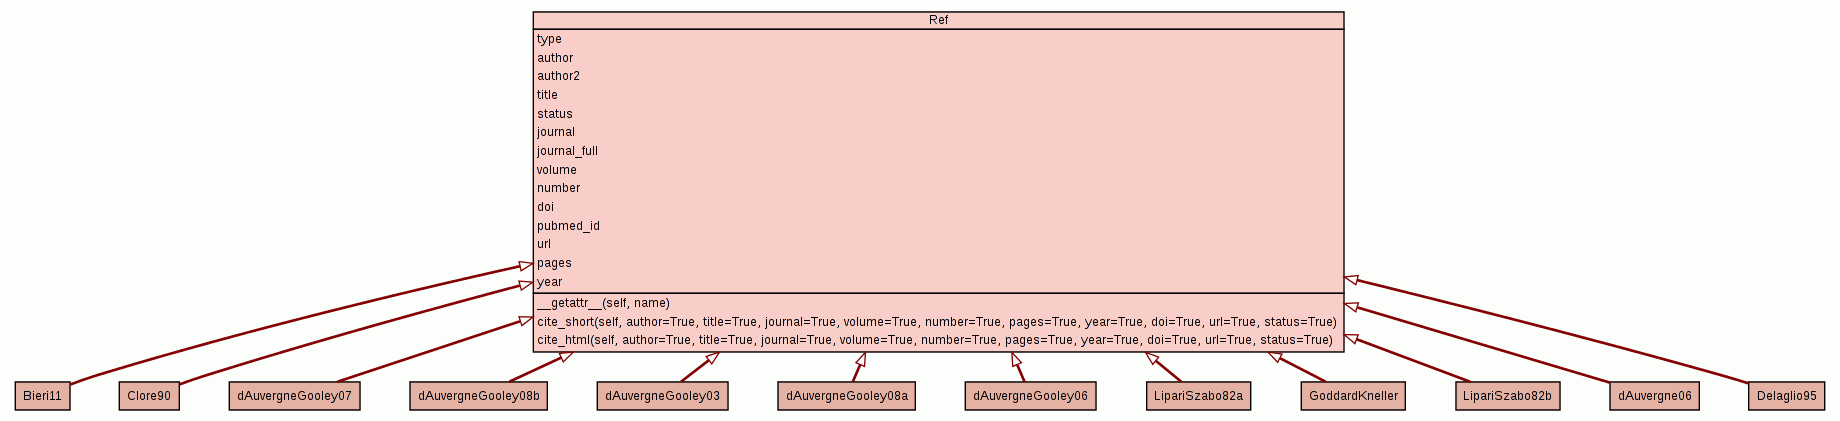 Ref
type
author
author2
title
status
journal
journal_full
volume
number
doi
pubmed_id
url
pages
year
__getattr__(self, name)
cite_short(self, author=True, title=True, journal=True, volume=True, number=True, pages=True, year=True, doi=True, url=True, status=True)
cite_html(self, author=True, title=True, journal=True, volume=True, number=True, pages=True, year=True, doi=True, url=True, status=True)
Bieri11
Clore90
dAuvergneGooley07
dAuvergneGooley08b
dAuvergneGooley03
dAuvergneGooley08a
dAuvergneGooley06
LipariSzabo82a
GoddardKneller
LipariSzabo82b
dAuvergne06
Delaglio95